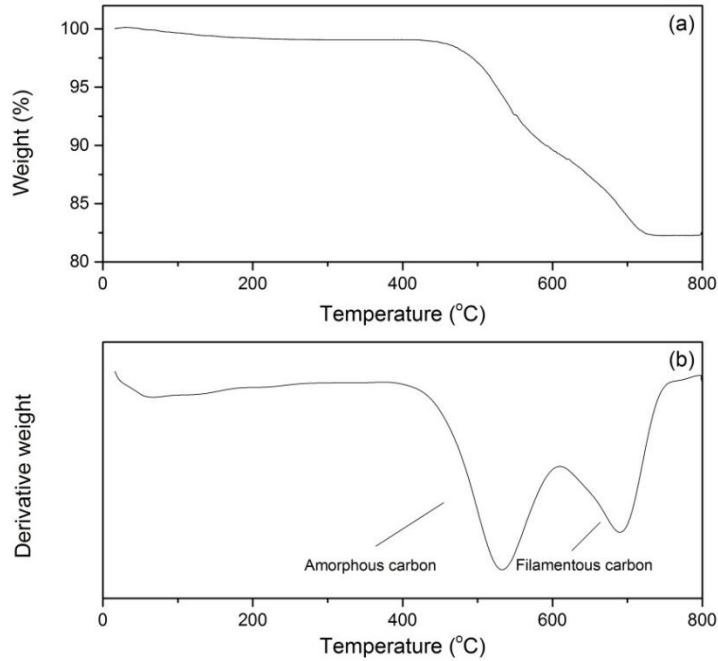 (a)
100
95
90
85
80
Weight (%)
0 200 400 600 800
Temperature (°C)
(b)
Derivative weight
Amorphous carbon
Filamentous carbon
0 200 400 600 800
Temperature (°C)